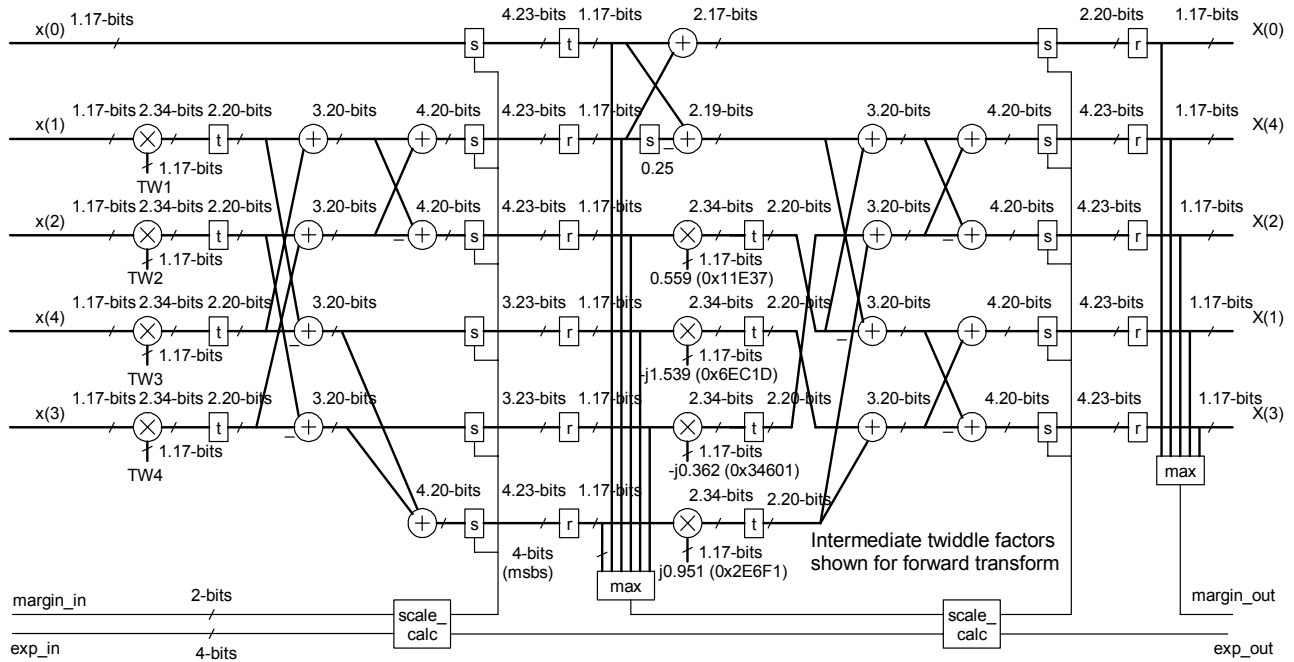 1.17-bits 4.23-bits 1.17-bits 2.17-bits 2.20-bits 1.17-bits
x(0) s t + s r X(0)
1.17-bits 2.34-bits 2.20-bits 3.20-bits 4.20-bits 4.23-bits 1.17-bits 2.19-bits 3.20-bits 4.20-bits 4.23-bits 1.17-bits
x(1) t + + s r s – + + + s r X(4)
1.17-bits 0.25
TW1
1.17-bits 2.34-bits 2.20-bits 3.20-bits 4.20-bits 4.23-bits 1.17-bits 2.34-bits 2.20-bits 3.20-bits 4.20-bits 4.23-bits 1.17-bits
x(2) t + – + s r t + – + s r X(2)
1.17-bits 1.17-bits
TW2 0.559 (0x11E37)
1.17-bits 2.34-bits 2.20-bits 3.20-bits 3.23-bits 1.17-bits 2.34-bits 2.20-bits 3.20-bits 4.20-bits 4.23-bits 1.17-bits
x(4) t – + s r t – + + s r X(1)
1.17-bits 1.17-bits
TW3 -j1.539 (0x6EC1D)
1.17-bits 2.34-bits 2.20-bits 3.20-bits 3.23-bits 1.17-bits 2.34-bits 2.20-bits 3.20-bits 4.20-bits 4.23-bits 1.17-bits
x(3) t – + s r t + – + s r X(3)
1.17-bits 1.17-bits
TW4 -j0.362 (0x34601) max
4.20-bits 4.23-bits 1.17-bits 2.34-bits 2.20-bits
+ s r t
4-bits
(msbs)
1.17-bits
j0.951 (0x2E6F1)
Intermediate twiddle factors
shown for forward transform
max
margin_in 2-bits scale_ scale_ margin_out
calc calc
exp_in 4-bits exp_out